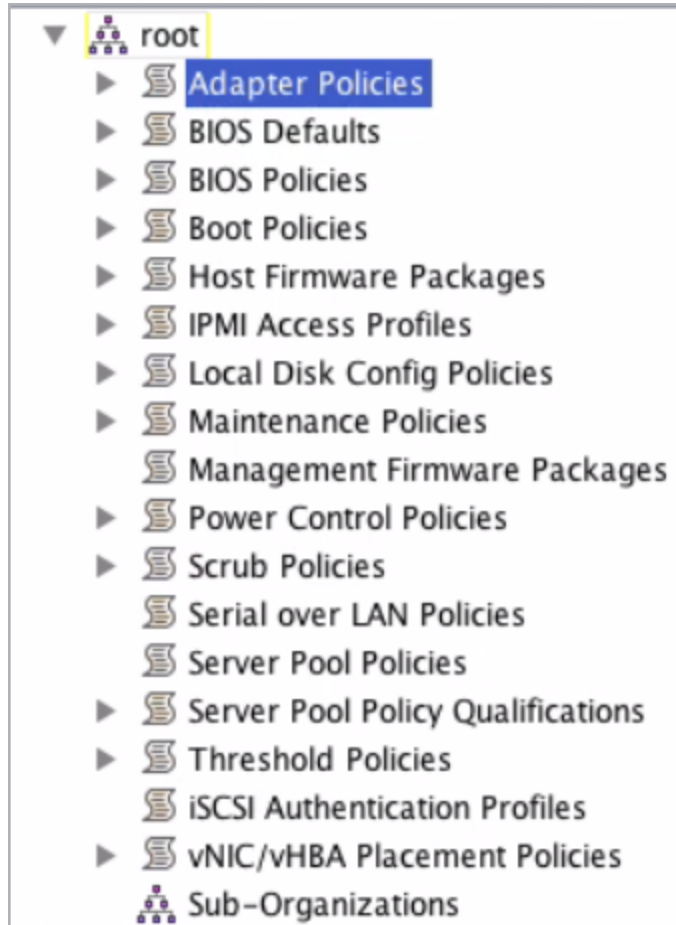 root
Adapter Policies
BIOS Defaults
BIOS Policies
Boot Policies
Host Firmware Packages
IPMI Access Profiles
Local Disk Config Policies
Maintenance Policies
Management Firmware Packages
Power Control Policies
Scrub Policies
Serial over LAN Policies
Server Pool Policies
Server Pool Policy Qualifications
Threshold Policies
iSCSI Authentication Profiles
vNIC/vHBA Placement Policies
Sub-Organizations